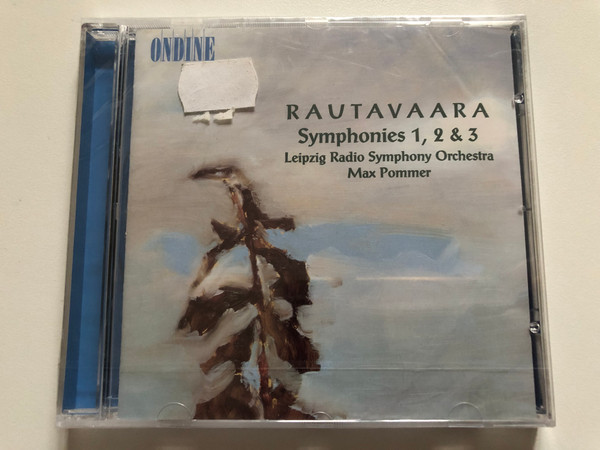 ONDINE
RAUTAVAARA
Symphonies 1, 2 & 3
Leipzig Radio Symphony Orchestra
Max Pommer